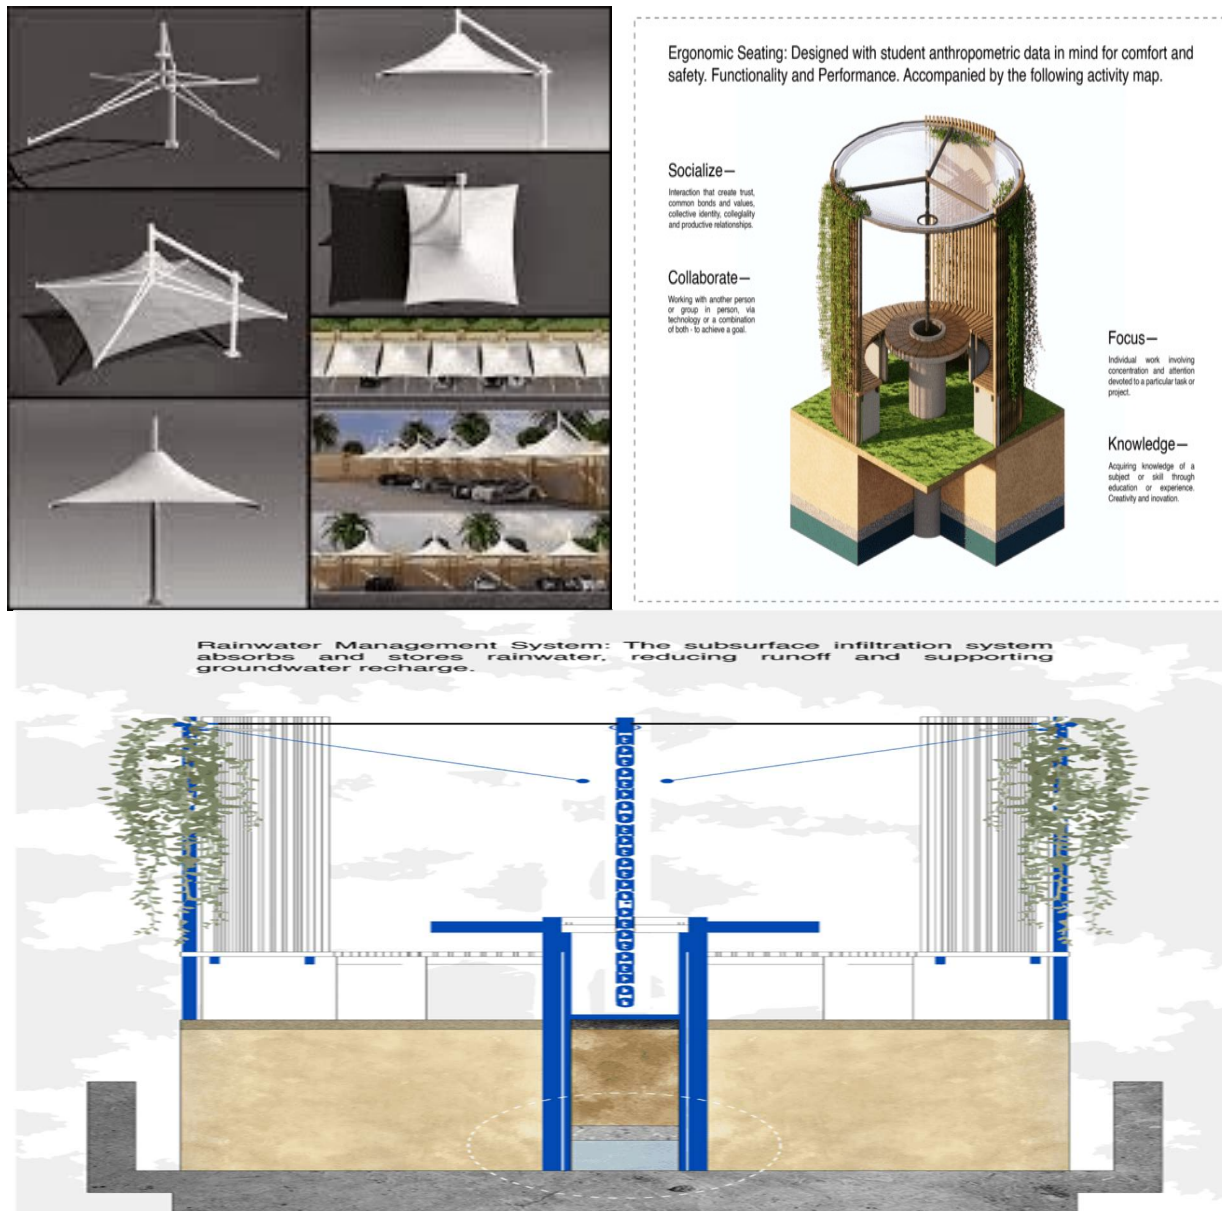 Ergonomic Seating: Designed with student anthropometric data in mind for comfort and
safety. Functionality and Performance. Accompanied by the following activity map.
Socialize—
Interaction that create trust,
common bonds and values,
collective identity, collegiality
and productive relationships.
Collaborate—
Working with another person
or group in person, via
technology or a combination
of both - to achieve a goal.
Focus—
Individual work involving
concentration and attention
devoted to a particular task or
project.
Knowledge—
Acquiring knowledge of a
subject or skill through
education or experience.
Creativity and inovation.
Rainwater Management System: The subsurface infiltration system
absorbs and stores rainwater, reducing runoff and supporting
groundwater recharge.